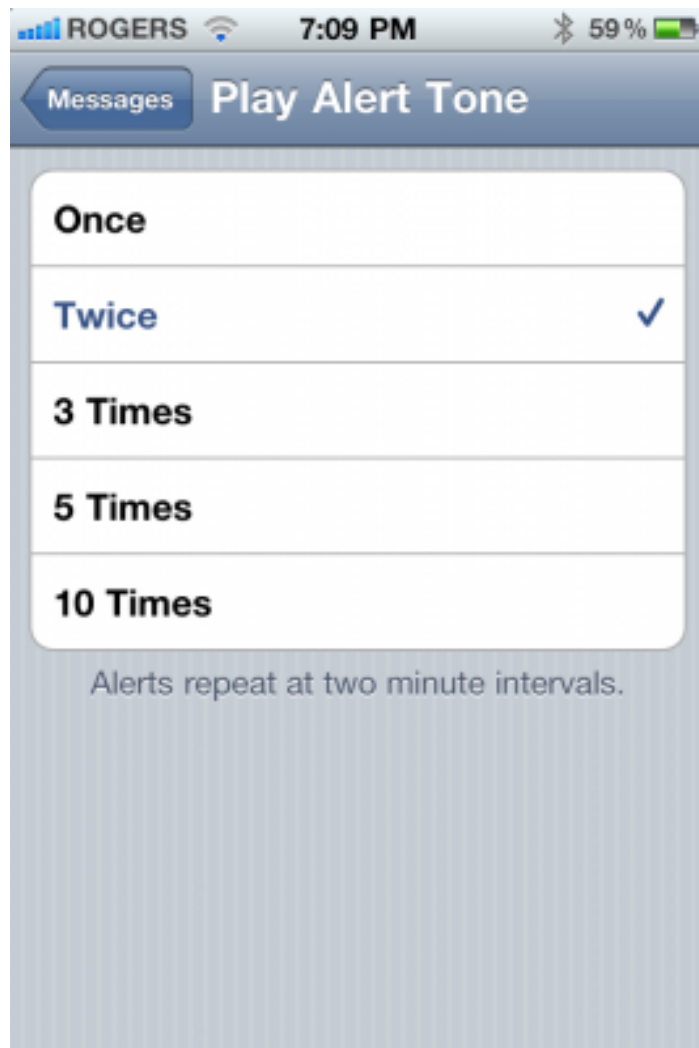 ROGERS 7:09 PM 59%
Messages Play Alert Tone
Once
Twice
3 Times
5 Times
10 Times
Alerts repeat at two minute intervals.